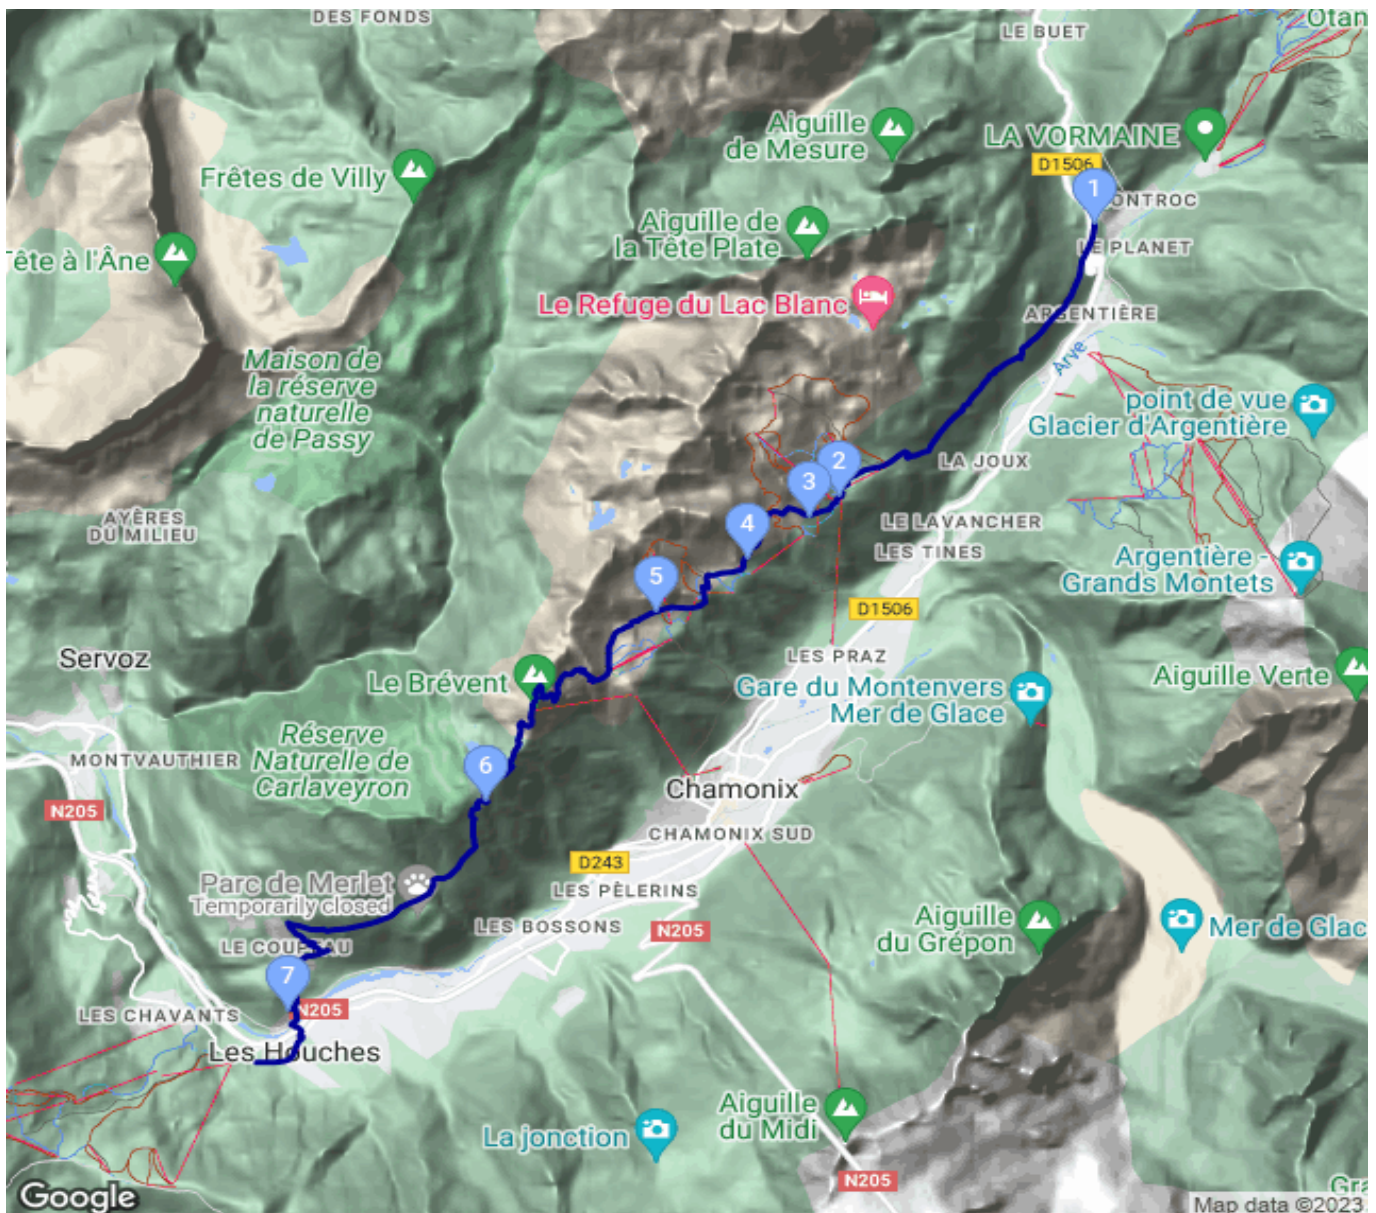 DES FONDS
LE BUET
Otan
Aiguille
de Mesure
LA VORMAINE
D1506
Frêtes de Villy
1
ONTROC
Aiguille de
la Tête Plate
LE PLANET
Tête à l'Âne
Le Refuge du Lac Blanc
ARGENTIÈRE
Arve
Maison de
la réserve
naturelle
de Passy
point de vue
Glacier d'Argentière
2
LA JOUX
3
AYÈRES
DU MILIEU
4
LE LAVANCHER
LES TINES
Argentière -
Grands Montets
5
D1506
Servoz
LES PRAZ
Le Brévent
Gare du Montenvers
Mer de Glace
Aiguille Verte
Réserve
Naturelle de
Carlaveyron
MONTVAUTHIER
6
Chamonix
N205
CHAMONIX SUD
D243
Parc de Merlet
Temporarily closed
LES PÈLERINS
LES BOSSONS
N205
Aiguille
du Grépon
Mer de Glac
LE COUPEAU
7
LES CHAVANTS
N205
Les Houches
Aiguille
du Midi
La jonction
N205
Gra
Google
Map data ©2023